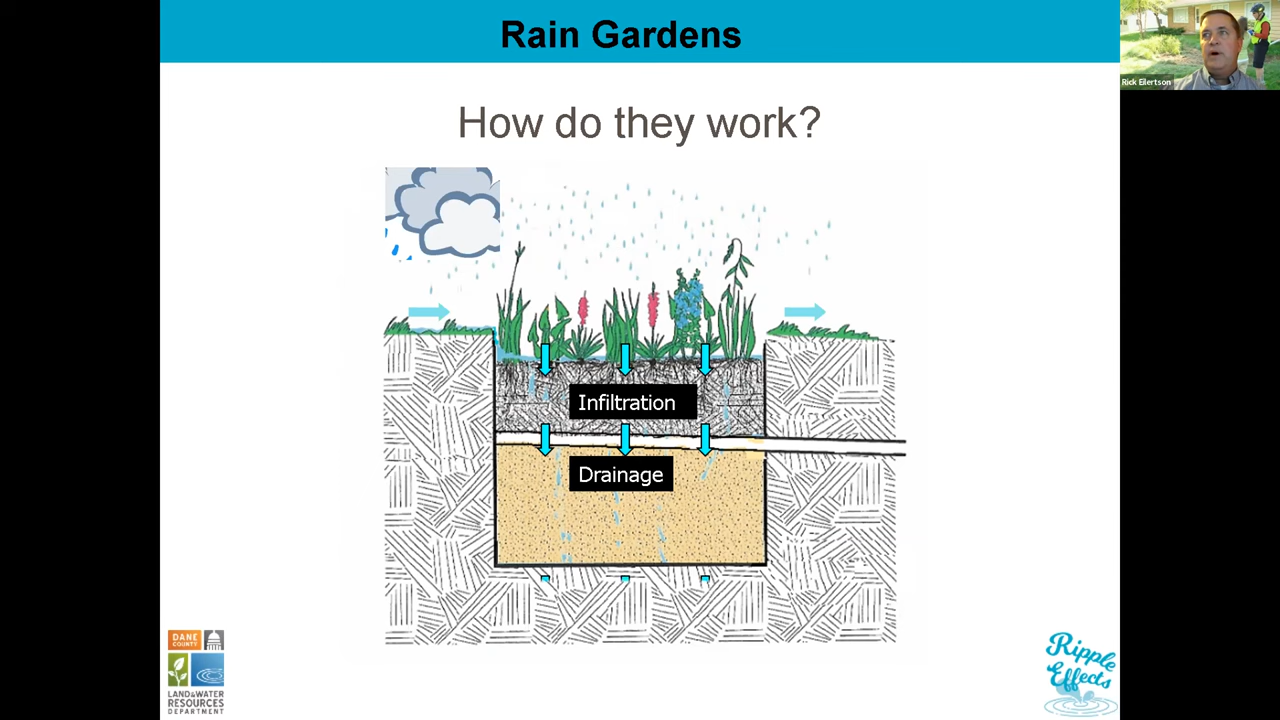 Rain Gardens
Rick Eilertson
How do they work?
Infiltration
Drainage
DANE
COUNTY
LAND & WATER
RESOURCES
DEPARTMENT
Ripple
Effects